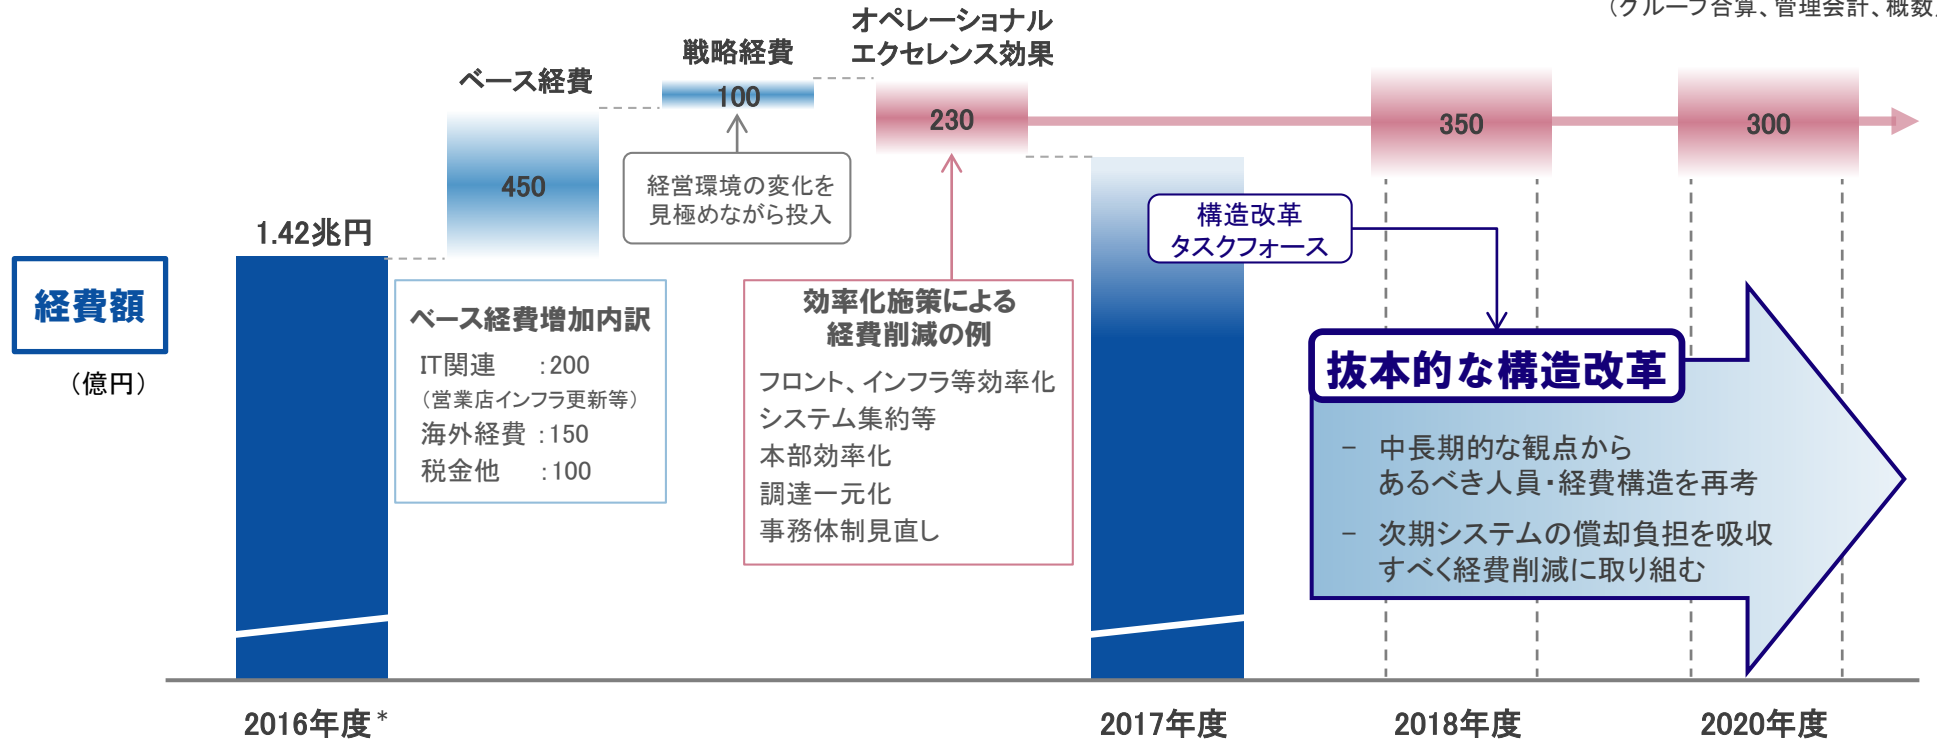 (グループ合算、管理会計、概数)
オペレーショナル
エクセレンス効果
戦略経費
ベース経費
100
230
350
300
450
経営環境の変化を
見極めながら投入
1.42兆円
構造改革
タスクフォース
経費額
(億円)
ベース経費増加内訳
IT関連 :200
(営業店インフラ更新等)
海外経費 :150
税金他 :100
効率化施策による
経費削減の例
フロント、インフラ等効率化
システム集約等
本部効率化
調達一元化
事務体制見直し
抜本的な構造改革
- 中長期的な観点から
あるべき人員・経費構造を再考
- 次期システムの償却負担を吸収
すべく経費削減に取り組む
2016年度*
2017年度
2018年度
2020年度